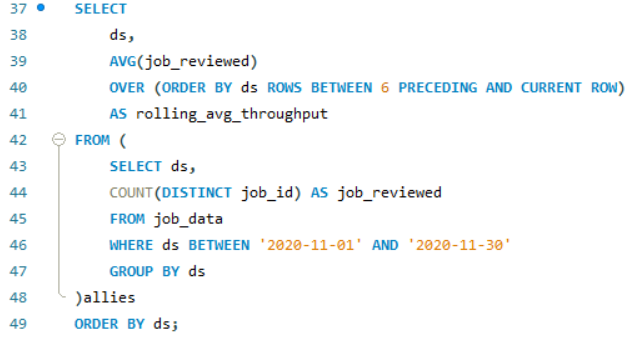 37 SELECT
38 ds,
39 AVG(job_reviewed)
40 OVER (ORDER BY ds ROWS BETWEEN 6 PRECEDING AND CURRENT ROW)
41 AS rolling_avg_throughput
42 FROM (
43 SELECT ds,
44 COUNT(DISTINCT job_id) AS job_reviewed
45 FROM job_data
46 WHERE ds BETWEEN '2020-11-01' AND '2020-11-30'
47 GROUP BY ds
48 )allies
49 ORDER BY ds;